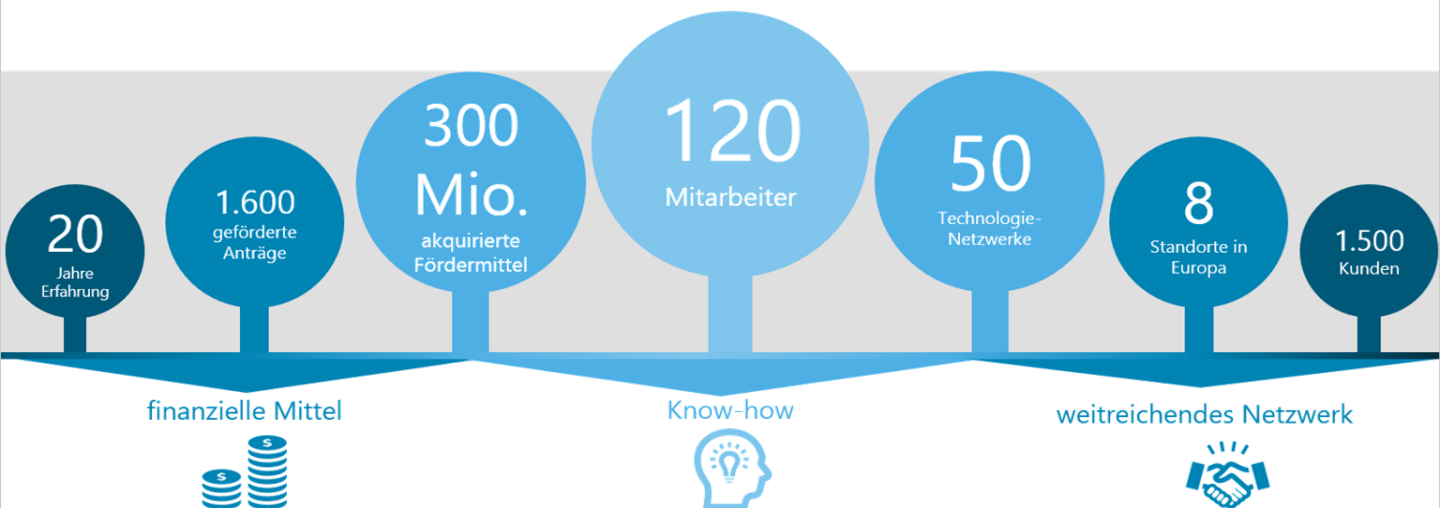 20
Jahre
Erfahrung
1.600
geförderte
Anträge
300
Mio.
akquirierte
Fördermittel
120
Mitarbeiter
50
Technologie-
Netzwerke
8
Standorte in
Europa
1.500
Kunden
finanzielle Mittel
Know-how
weitreichendes Netzwerk
$
$